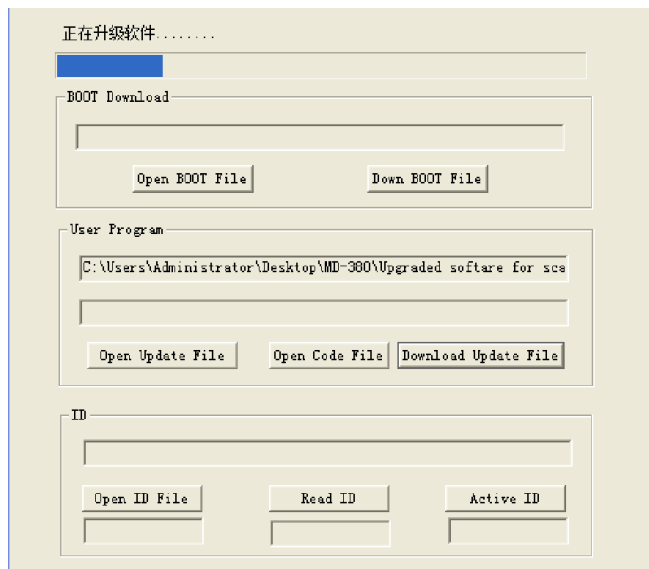 正在升级软件........
BOOT Download
Open BOOT File
Down BOOT File
User Program
C:\Users\Administrator\Desktop\MD-380\Upgraded softare for sca
Open Update File
Open Code File
Download Update File
ID
Open ID File
Read ID
Active ID